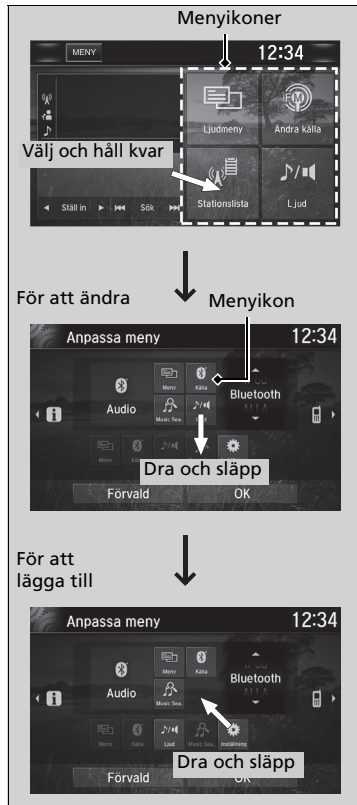 Menyikoner
MENY 12:34
Ljudmeny Ändra källa
Välj och håll kvar
Stationslista Ljud
Ställ in Sök
För att ändra Menyikon
Anpassa meny 12:34
Audio Meny Källa Bluetooth
Music Sea.
Dra och släpp
Förvald OK
För att
lägga till
Anpassa meny 12:34
Audio Meny Källa Bluetooth
Music Sea.
Meny Källa Ljud Music Sea. Inställning
Dra och släpp
Förvald OK